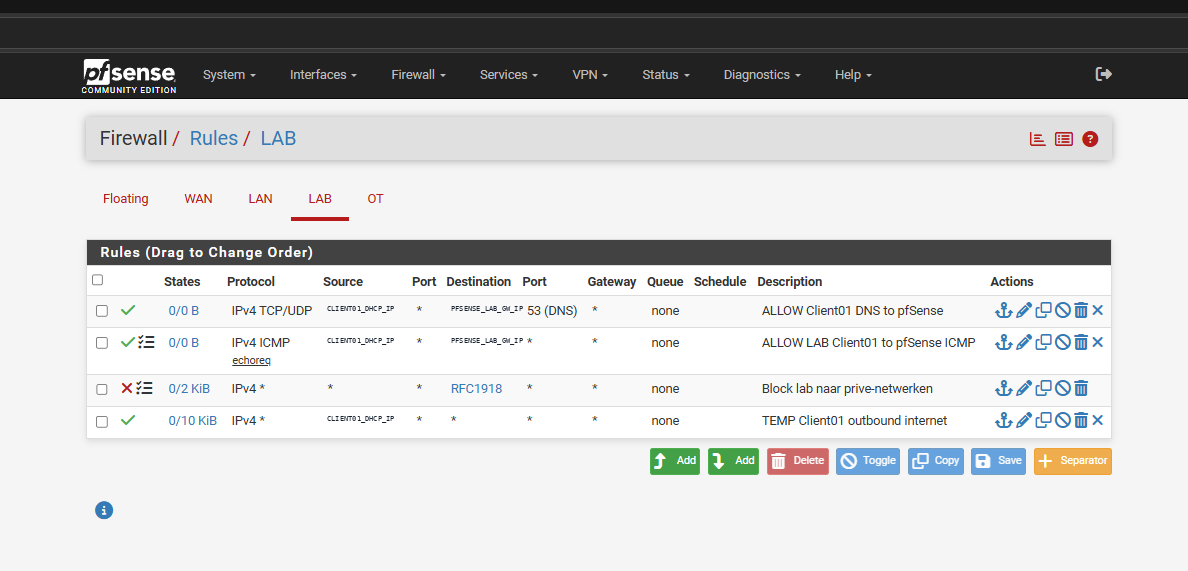 pfsense
COMMUNITY EDITION
System Interfaces Firewall Services VPN Status Diagnostics Help
Firewall / Rules / LAB
Floating WAN LAN LAB OT
Rules (Drag to Change Order)
States Protocol Source Port Destination Port Gateway Queue Schedule Description Actions
0/0 B IPv4 TCP/UDP CLIENT01_DHCP_IP * PFSENSE_LAB_GW_IP 53 (DNS) * none ALLOW Client01 DNS to pfSense
0/0 B IPv4 ICMP CLIENT01_DHCP_IP * PFSENSE_LAB_GW_IP * * none ALLOW LAB Client01 to pfSense ICMP
echoreq
0/2 KiB IPv4 * * * RFC1918 * * none Block lab naar prive-netwerken
0/10 KiB IPv4 * CLIENT01_DHCP_IP * * * * none TEMP Client01 outbound internet
Add Add Delete Toggle Copy Save Separator